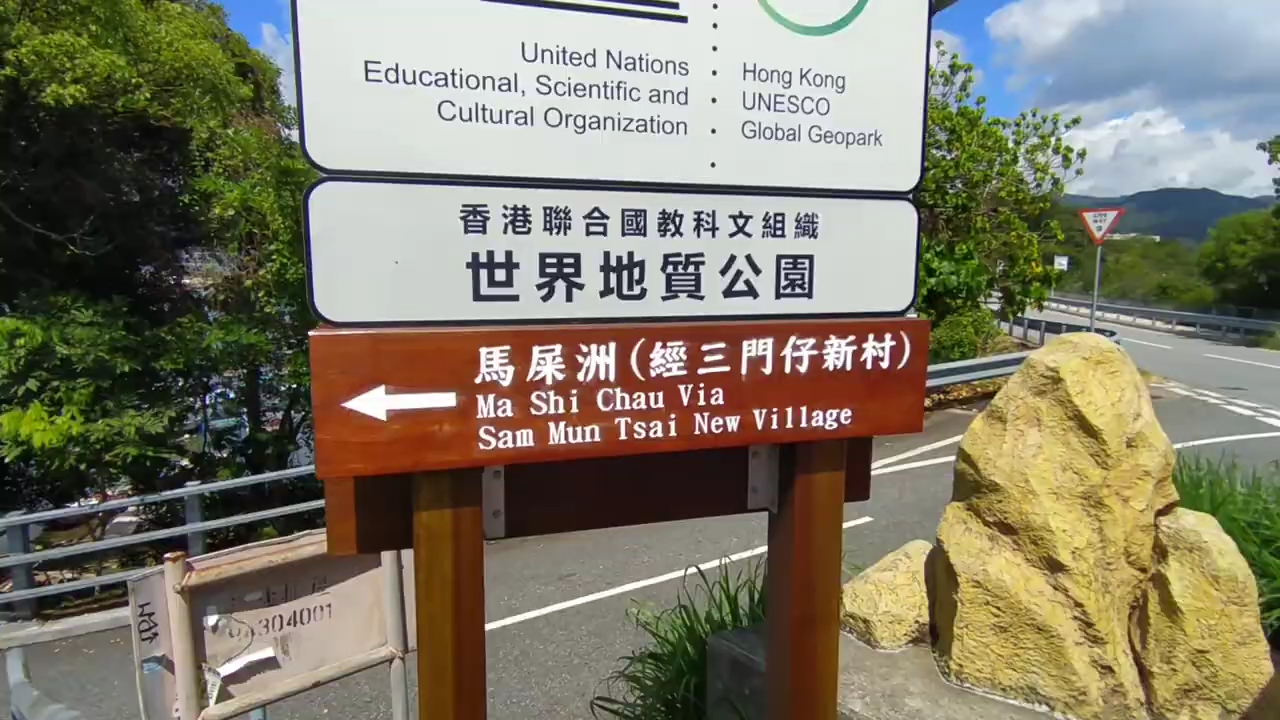 United Nations
Educational, Scientific and
Cultural Organization
Hong Kong
UNESCO
Global Geopark
香港聯合國教科文組織
世界地質公園
馬屎洲(經三門仔新村)
Ma Shi Chau Via
Sam Mun Tsai New Village